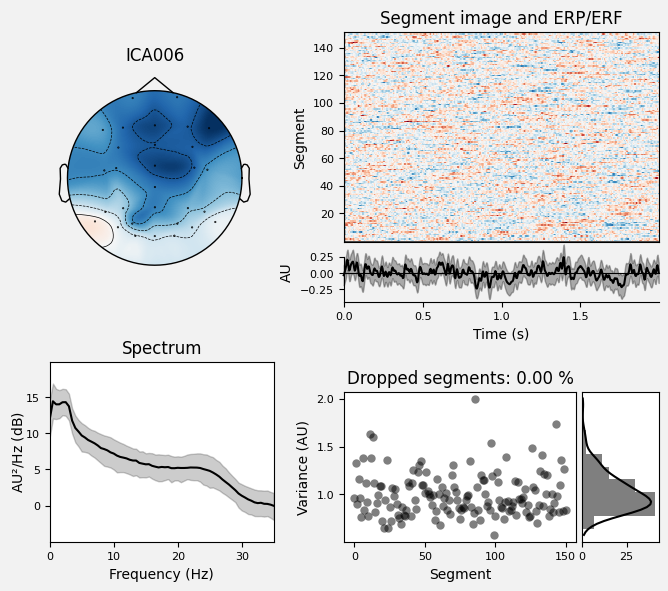 ICA006
Segment image and ERP/ERF
Segment
140
120
100
80
60
40
20
AU
0.25
0.00
−0.25
0.0
0.5
1.0
1.5
Time (s)
Spectrum
AU²/Hz (dB)
15
10
5
0
0
10
20
30
Frequency (Hz)
Dropped segments: 0.00 %
Variance (AU)
2.0
1.5
1.0
0
50
100
150
Segment
0
25